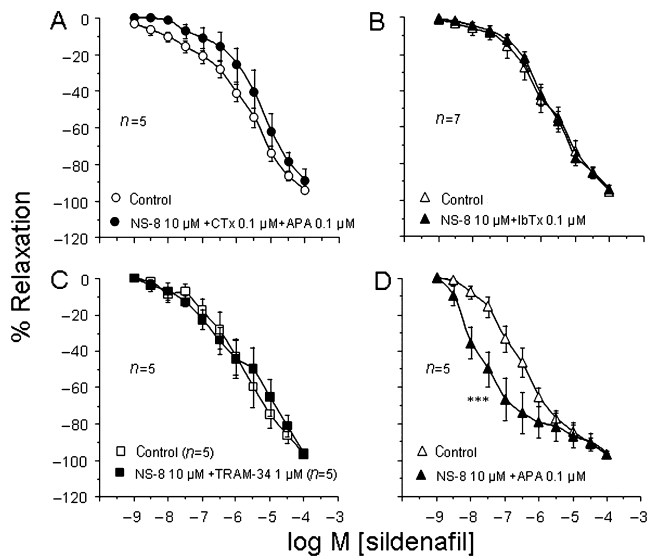 A
B
0
−20
−40
−60
−80
−100
−120
n=5
n=7
Control
NS-8 10 μM +CTx 0.1 μM+APA 0.1 μM
Control
NS-8 10 μM+IbTx 0.1 μM
% Relaxation
C
D
0
−20
−40
−60
−80
−100
−120
n=5
n=5
***
Control (n=5)
NS-8 10 μM +TRAM-34 1 μM (n=5)
Control
NS-8 10 μM +APA 0.1 μM
−10 −9 −8 −7 −6 −5 −4 −3
−10 −9 −8 −7 −6 −5 −4 −3
log M [sildenafil]